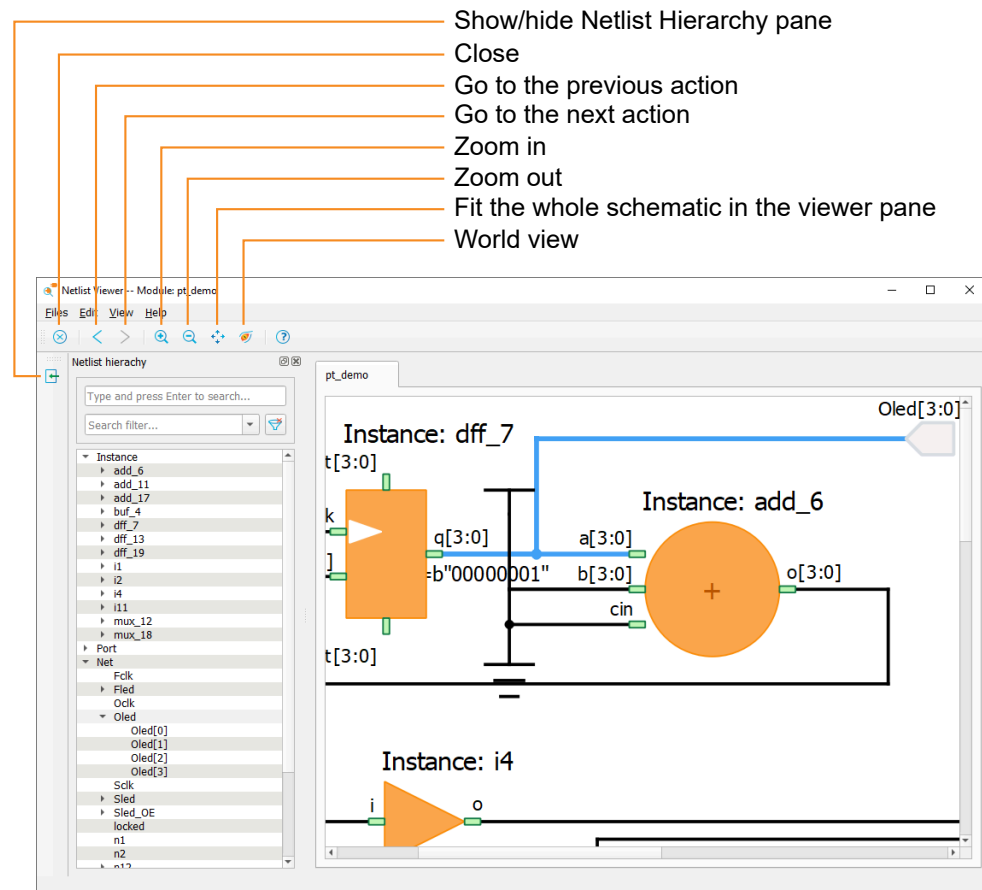 Show/hide Netlist Hierarchy pane
Close
Go to the previous action
Go to the next action
Zoom in
Zoom out
Fit the whole schematic in the viewer pane
World view
Netlist Viewer -- Module: pt_demo
Files Edit View Help
Netlist hierachy
Type and press Enter to search...
Search filter...
Instance
add_6
add_11
add_17
buf_4
dff_7
dff_13
dff_19
i1
i2
i4
i11
mux_12
mux_18
Port
Net
Fclk
Fled
Oclk
Oled
Oled[0]
Oled[1]
Oled[2]
Oled[3]
Sclk
Sled
Sled_OE
locked
n1
n2
n12
pt_demo
Oled[3:0]
Instance: dff_7
t[3:0]
Instance: add_6
k
q[3:0]
a[3:0]
]
=b"00000001"
b[3:0]
+
o[3:0]
cin
t[3:0]
Instance: i4
i
o